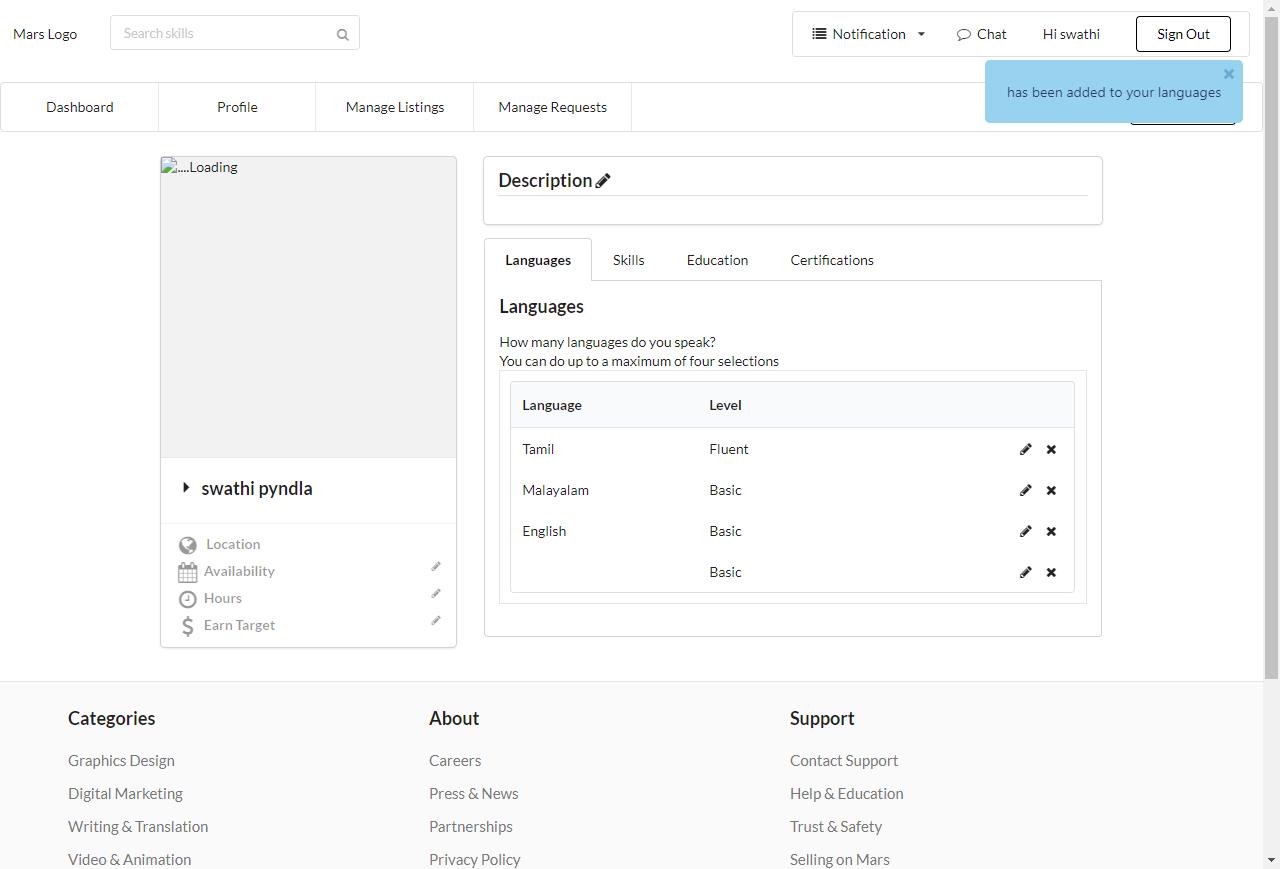 Mars Logo
Search skills
Notification
Chat
Hi swathi
Sign Out
has been added to your languages
Dashboard
Profile
Manage Listings
Manage Requests
....Loading
swathi pyndla
Location
Availability
Hours
Earn Target
Description
Languages
Skills
Education
Certifications
Languages
How many languages do you speak?
You can do up to a maximum of four selections
Language Level
Tamil Fluent
Malayalam Basic
English Basic
Basic
Categories
Graphics Design
Digital Marketing
Writing & Translation
Video & Animation
About
Careers
Press & News
Partnerships
Privacy Policy
Support
Contact Support
Help & Education
Trust & Safety
Selling on Mars